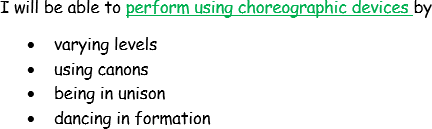 I will be able to perform using choreographic devices by
• varying levels
• using canons
• being in unison
• dancing in formation